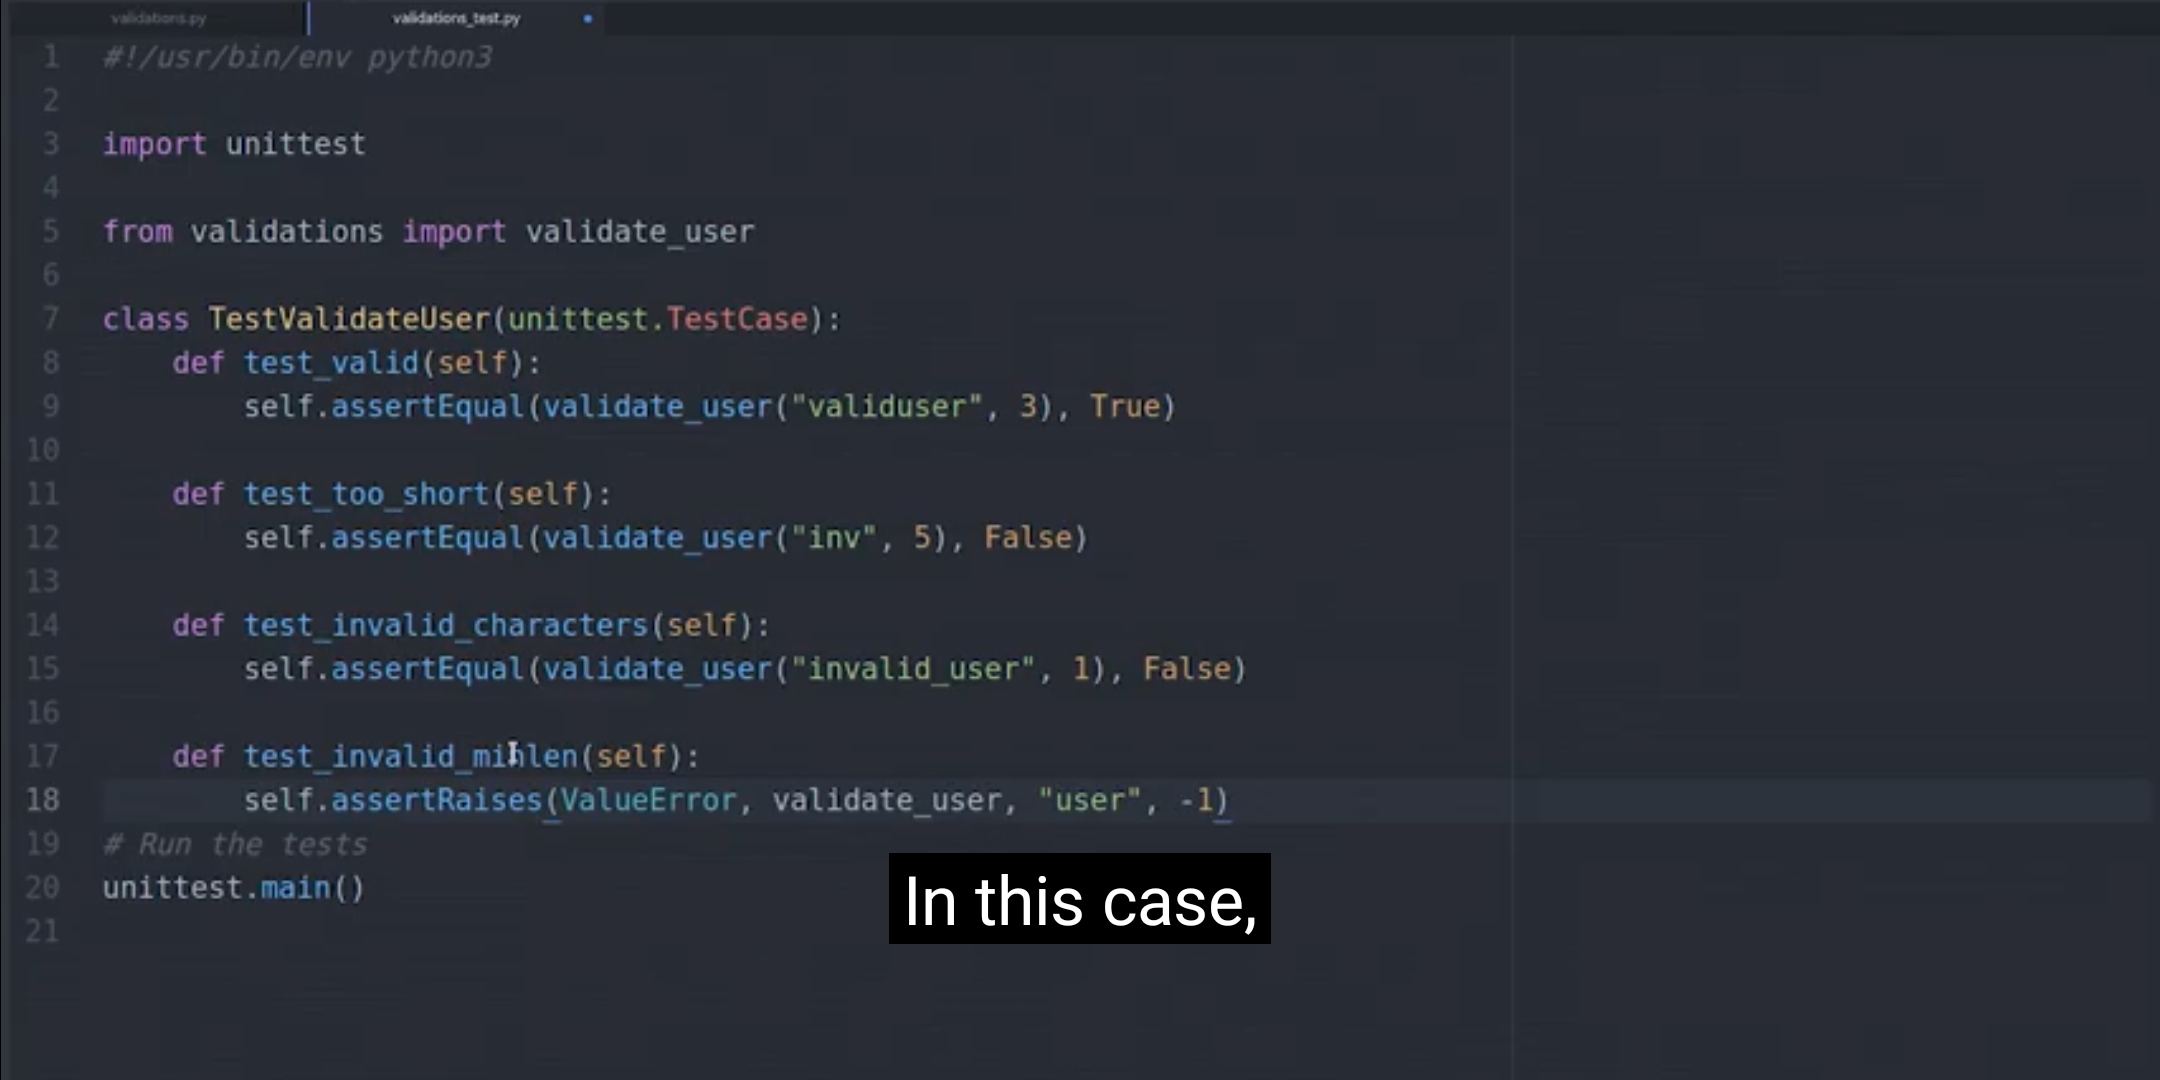 validations.py
validations_test.py
1 #!/usr/bin/env python3
2
3 import unittest
4
5 from validations import validate_user
6
7 class TestValidateUser(unittest.TestCase):
8     def test_valid(self):
9         self.assertEqual(validate_user("validuser", 3), True)
10
11     def test_too_short(self):
12         self.assertEqual(validate_user("inv", 5), False)
13
14     def test_invalid_characters(self):
15         self.assertEqual(validate_user("invalid_user", 1), False)
16
17     def test_invalid_minlen(self):
18         self.assertRaises(ValueError, validate_user, "user", -1)
19 # Run the tests
20 unittest.main()
In this case,
21